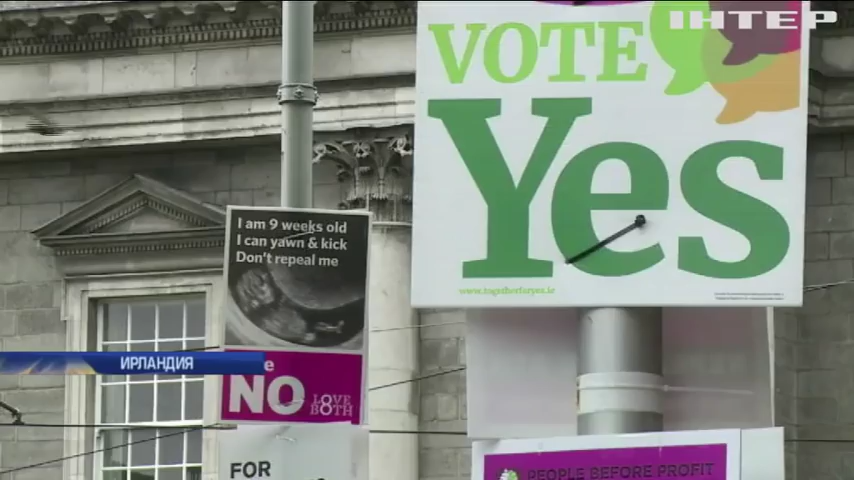 ІНТЕР
VOTE
Yes
www.togetherforyes.ie
I am 9 weeks old
I can yawn & kick
Don't repeal me
NO
LOVE
BOTH
ИРЛАНДИЯ
FOR
PEOPLE BEFORE PROFIT